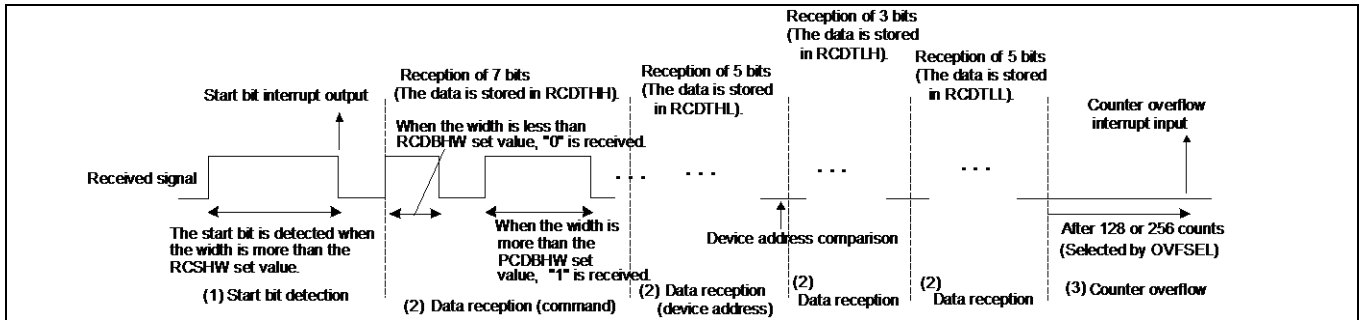 Reception of 3 bits
(The data is stored
in RCDTLH).
Reception of 7 bits
(The data is stored in RCDTHH).
Reception of 5 bits
(The data is stored
in RCDTHL).
Reception of 5 bits
(The data is stored
in RCDTLL).
Start bit interrupt output
Counter overflow
interrupt input
When the width is less than
RCDBHW set value, "0" is received.
Received signal
...
...
...
...
The start bit is detected when
the width is more than the
RCSHW set value.
When the width is
more than the
PCDBHW set
value, "1" is received.
Device address comparison
After 128 or 256 counts
(Selected by OVFSEL)
(1) Start bit detection
(2) Data reception (command)
(2) Data reception
(device address)
(2)
Data reception
(2)
Data reception
(3) Counter overflow